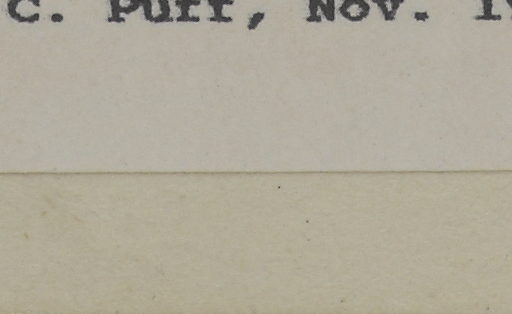 C. Puff, Nov. 1